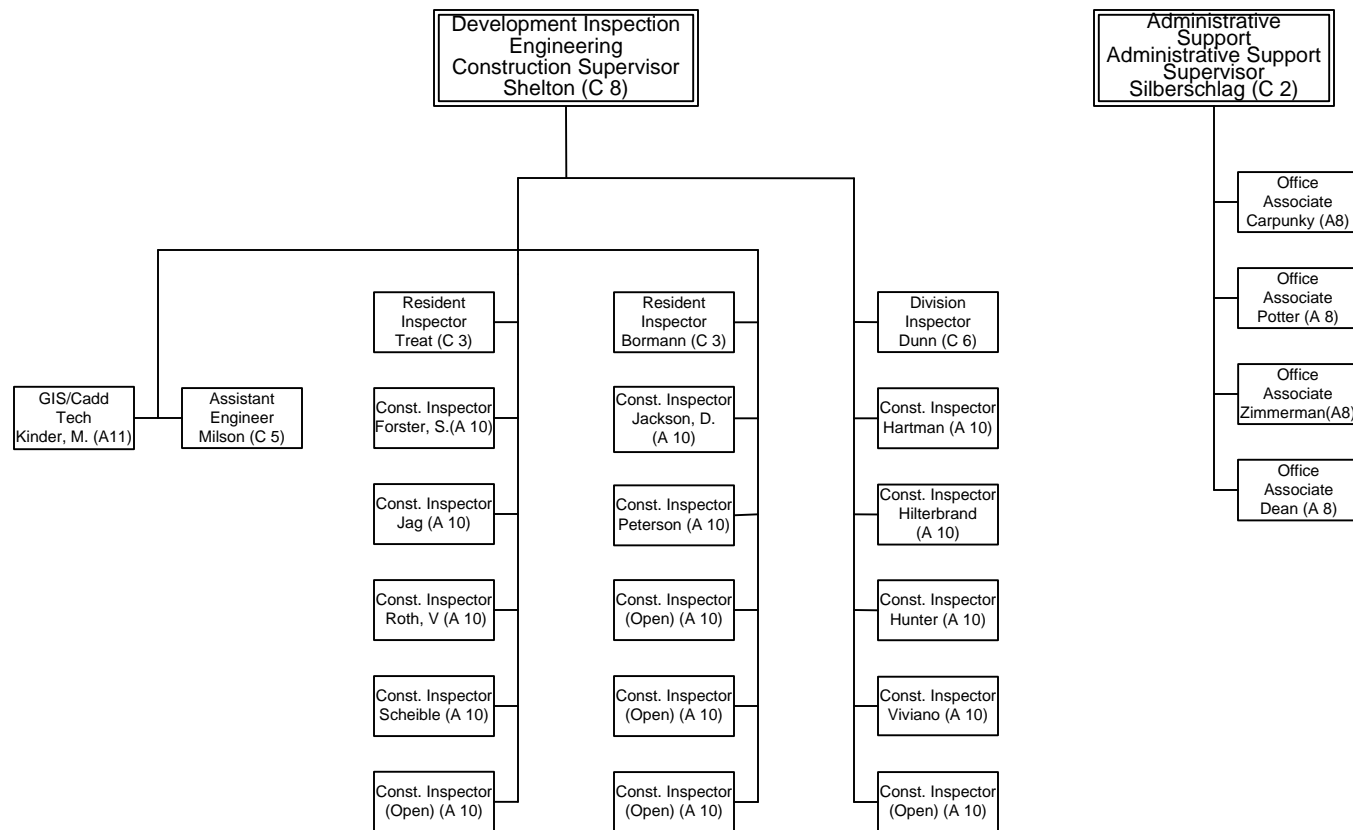 Development Inspection
Engineering
Construction Supervisor
Shelton (C 8)
Administrative
Support
Administrative Support
Supervisor
Silberschlag (C 2)
Office
Associate
Carpunky (A8)
Office
Associate
Potter (A 8)
Office
Associate
Zimmerman(A8)
Office
Associate
Dean (A 8)
GIS/Cadd
Tech
Kinder, M. (A11)
Assistant
Engineer
Milson (C 5)
Resident
Inspector
Treat (C 3)
Const. Inspector
Forster, S.(A 10)
Const. Inspector
Jag (A 10)
Const. Inspector
Roth, V (A 10)
Const. Inspector
Scheible (A 10)
Const. Inspector
(Open) (A 10)
Resident
Inspector
Bormann (C 3)
Const. Inspector
Jackson, D.
(A 10)
Const. Inspector
Peterson (A 10)
Const. Inspector
(Open) (A 10)
Const. Inspector
(Open) (A 10)
Const. Inspector
(Open) (A 10)
Division
Inspector
Dunn (C 6)
Const. Inspector
Hartman (A 10)
Const. Inspector
Hilterbrand
(A 10)
Const. Inspector
Hunter (A 10)
Const. Inspector
Viviano (A 10)
Const. Inspector
(Open) (A 10)